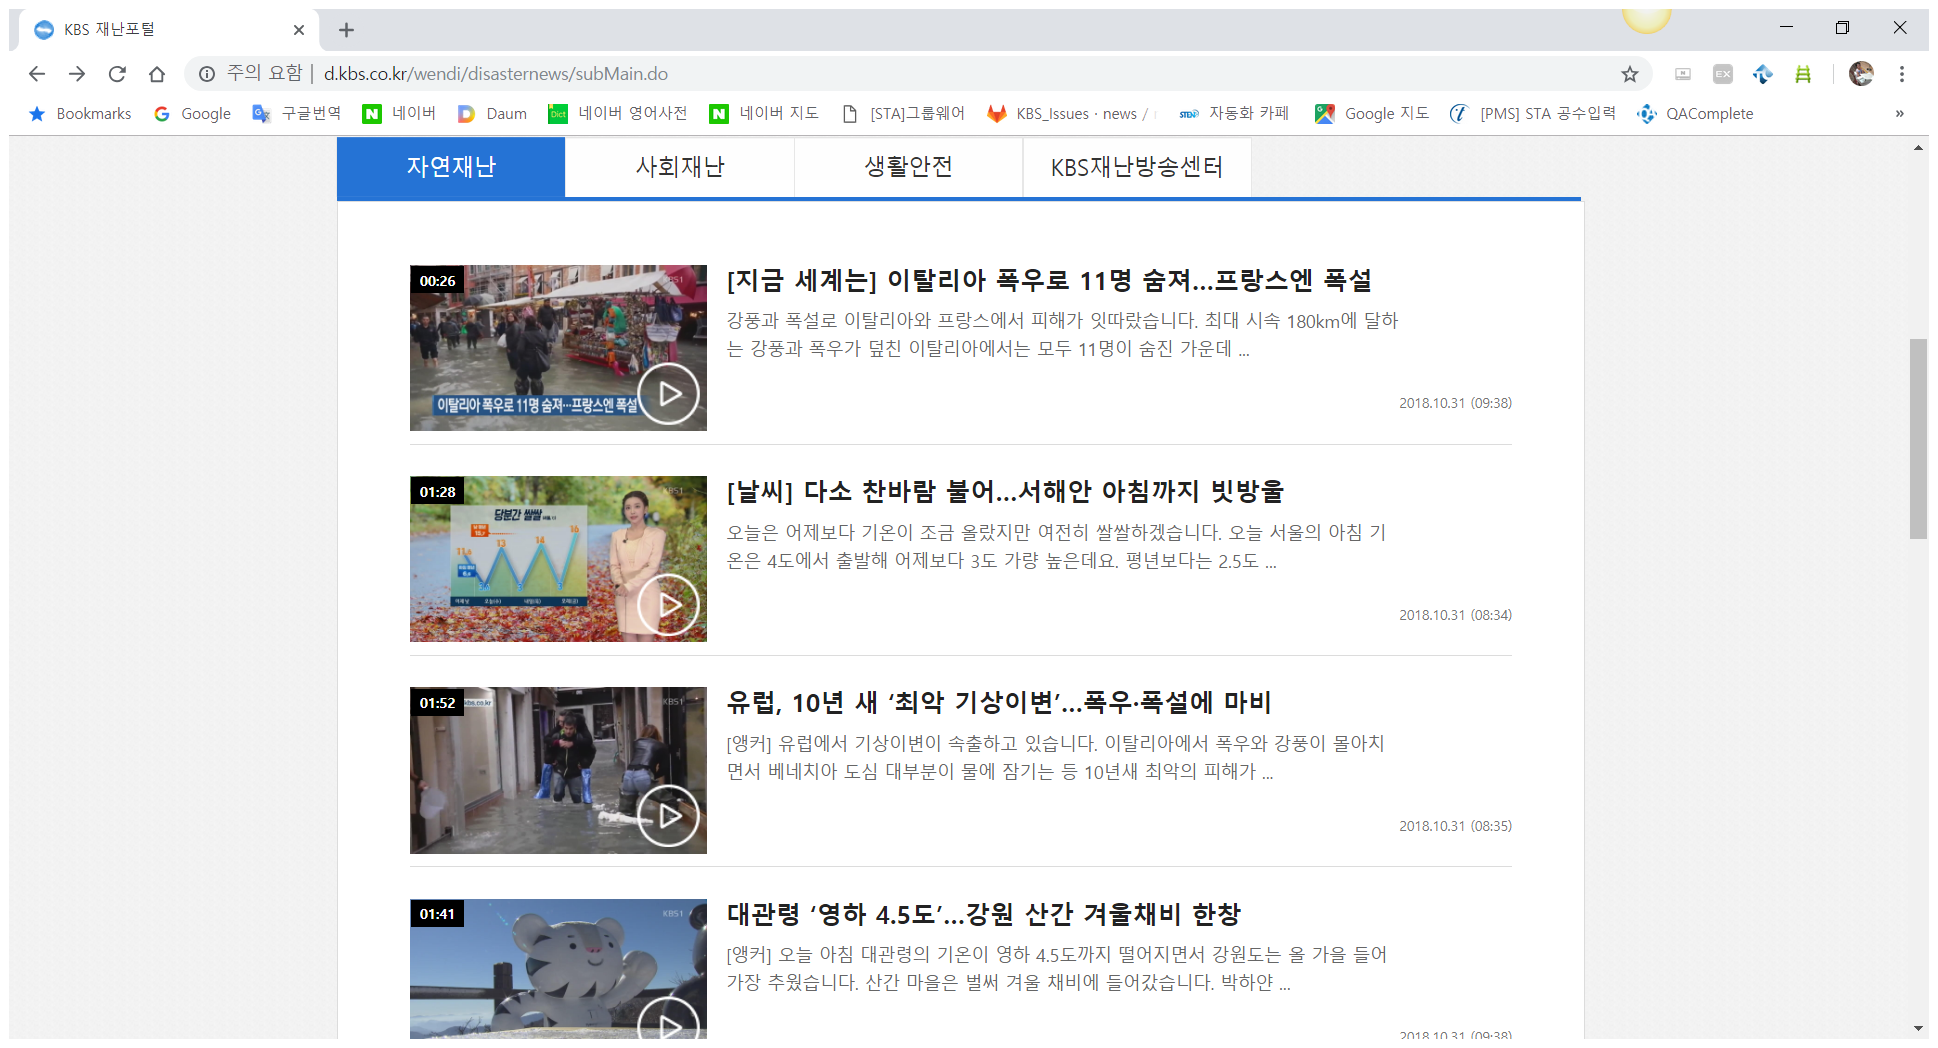 KBS 재난포털
주의 요함 | d.kbs.co.kr/wendi/disasternews/subMain.do
Bookmarks Google 구글번역 네이버 Daum 네이버 영어사전 네이버 지도 [STA]그룹웨어 KBS_Issues · news / 자동화 카페 Google 지도 [PMS] STA 공수입력 QAComplete »
자연재난 사회재난 생활안전 KBS재난방송센터
00:26
이탈리아 폭우로 11명 숨져…프랑스엔 폭설
[지금 세계는] 이탈리아 폭우로 11명 숨져…프랑스엔 폭설
강풍과 폭설로 이탈리아와 프랑스에서 피해가 잇따랐습니다. 최대 시속 180km에 달하
는 강풍과 폭우가 덮친 이탈리아에서는 모두 11명이 숨진 가운데 ...
2018.10.31 (09:38)
01:28
KBS1
당분간 쌀쌀
[날씨] 다소 찬바람 불어…서해안 아침까지 빗방울
오늘은 어제보다 기온이 조금 올랐지만 여전히 쌀쌀하겠습니다. 오늘 서울의 아침 기
온은 4도에서 출발해 어제보다 3도 가량 높은데요. 평년보다는 2.5도 ...
2018.10.31 (08:34)
01:52
kbs.co.kr
KBS1
유럽, 10년 새 ‘최악 기상이변’…폭우·폭설에 마비
[앵커] 유럽에서 기상이변이 속출하고 있습니다. 이탈리아에서 폭우와 강풍이 몰아치
면서 베네치아 도심 대부분이 물에 잠기는 등 10년새 최악의 피해가 ...
2018.10.31 (08:35)
01:41
KBS1
대관령 ‘영하 4.5도’…강원 산간 겨울채비 한창
[앵커] 오늘 아침 대관령의 기온이 영하 4.5도까지 떨어지면서 강원도는 올 가을 들어
가장 추웠습니다. 산간 마을은 벌써 겨울 채비에 들어갔습니다. 박하얀 ...
2018.10.31 (09:38)